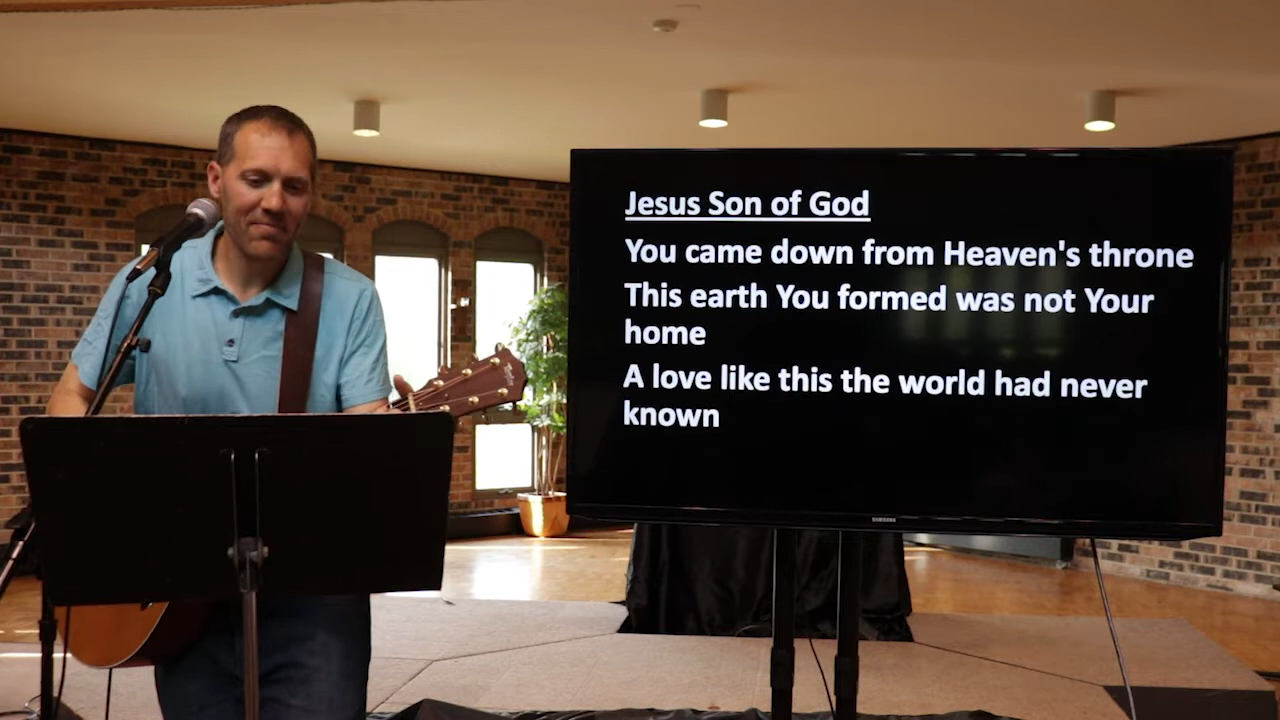 Jesus Son of God
You came down from Heaven's throne
This earth You formed was not Your
home
A love like this the world had never
known
SAMSUNG